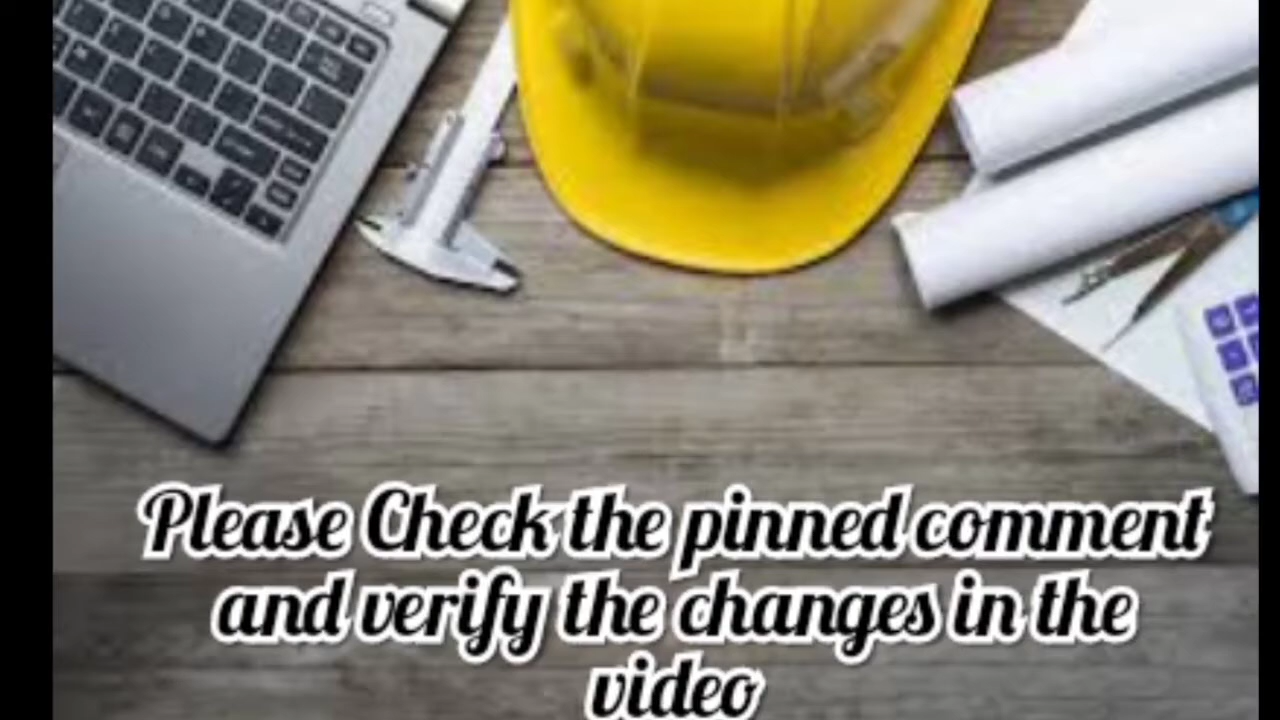 Please Check the pinned comment
and verify the changes in the
video